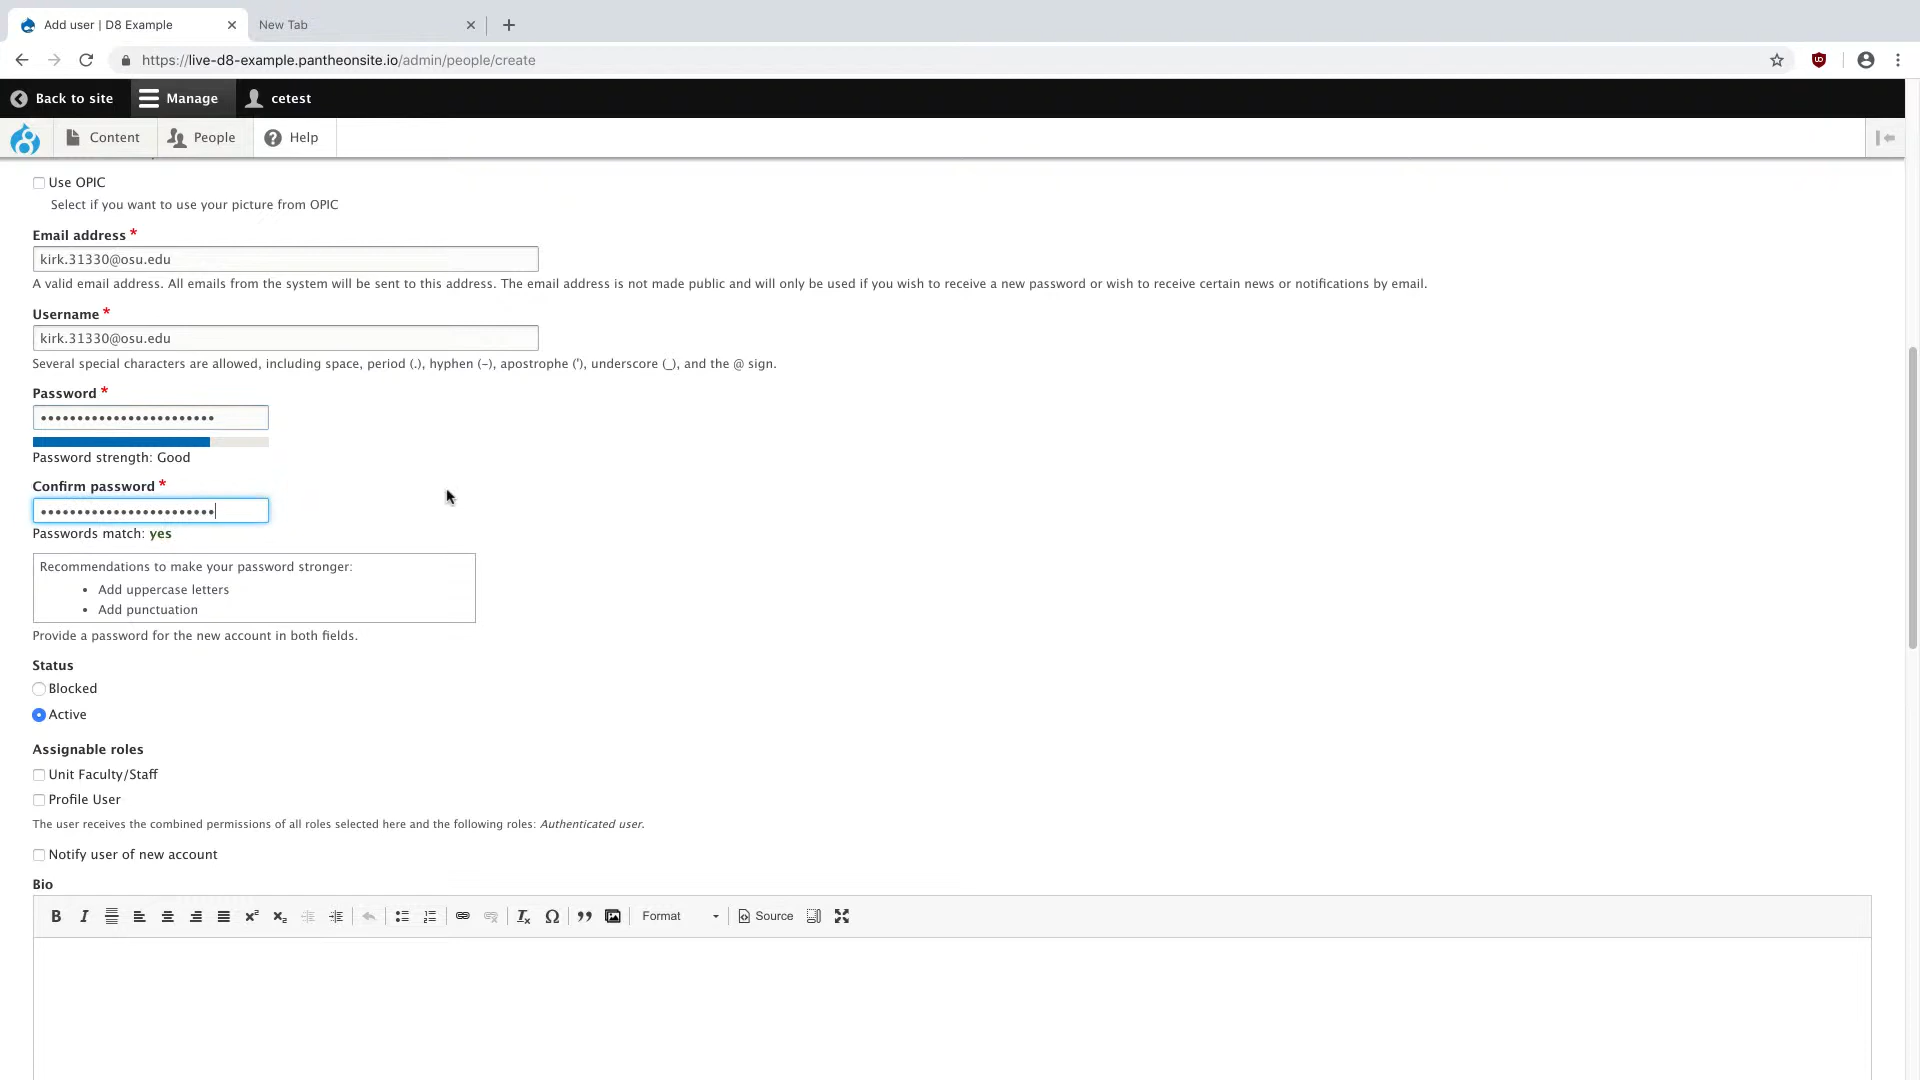 Add user | D8 Example
New Tab
https://live-d8-example.pantheonsite.io/admin/people/create
Back to site
Manage
cetest
Content
People
Help
Use OPIC
Select if you want to use your picture from OPIC
Email address *
kirk.31330@osu.edu
A valid email address. All emails from the system will be sent to this address. The email address is not made public and will only be used if you wish to receive a new password or wish to receive certain news or notifications by email.
Username *
kirk.31330@osu.edu
Several special characters are allowed, including space, period (.), hyphen (-), apostrophe ('), underscore (_), and the @ sign.
Password *
••••••••••••••••••••••••
Password strength: Good
Confirm password *
••••••••••••••••••••••••
Passwords match: yes
Recommendations to make your password stronger:
• Add uppercase letters
• Add punctuation
Provide a password for the new account in both fields.
Status
Blocked
Active
Assignable roles
Unit Faculty/Staff
Profile User
The user receives the combined permissions of all roles selected here and the following roles: Authenticated user.
Notify user of new account
Bio
Format
Source